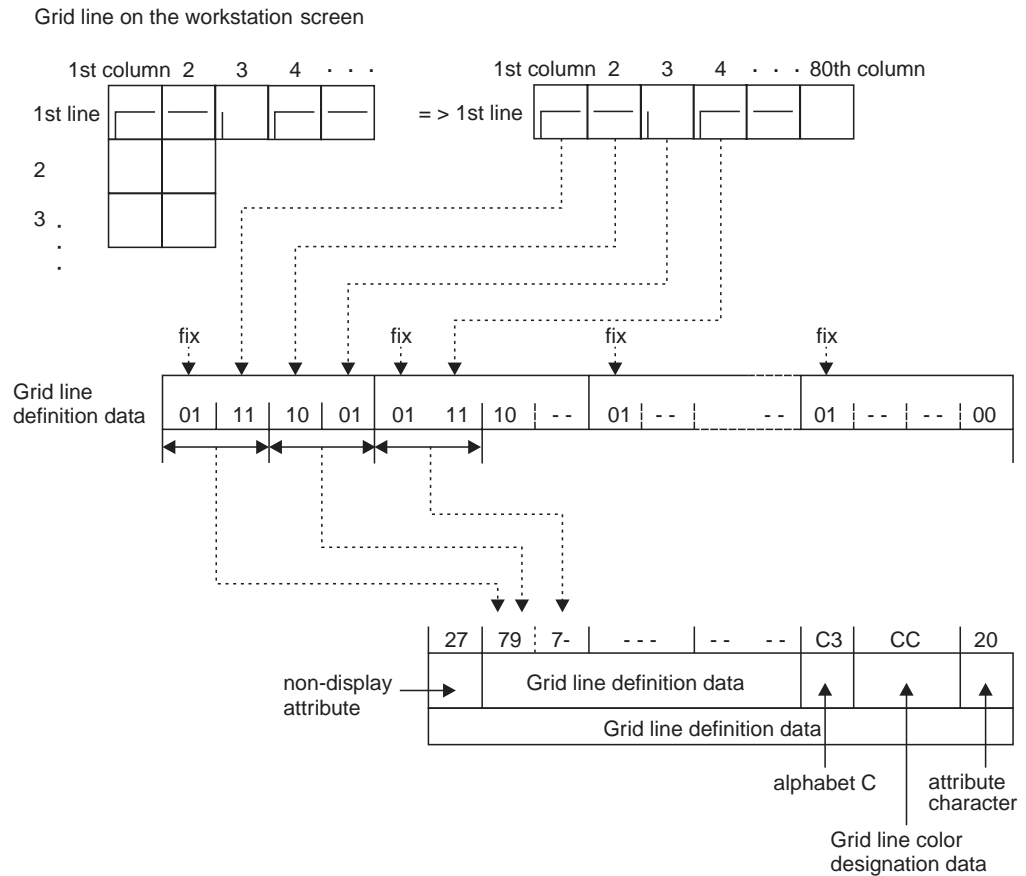 Grid line on the workstation screen
1st column 2 3 4 · · ·
1st line
2
3 .
.
.
1st column 2 3 4 · · · 80th column
= > 1st line
fix fix fix fix
Grid line
definition data
01 11 10 01 01 11 10 - - 01 - - - - 01 - - - - 00
27 79 7- - - - - - - - C3 CC 20
non-display
attribute
Grid line definition data
Grid line definition data
alphabet C
attribute
character
Grid line color
designation data